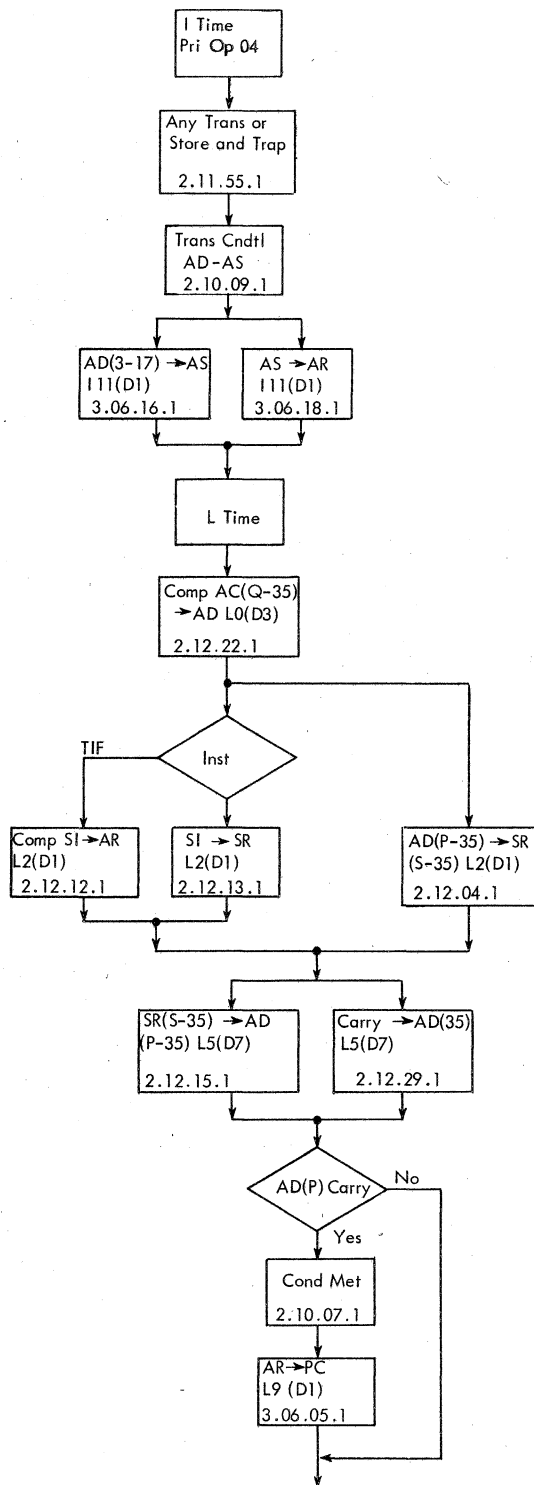 I Time
Pri Op 04
Any Trans or
Store and Trap
2.11.55.1
Trans Cndtl
AD-AS
2.10.09.1
AD(3-17) →AS
I11(D1)
3.06.16.1
AS →AR
I11(D1)
3.06.18.1
L Time
Comp AC(Q-35)
→AD L0(D3)
2.12.22.1
Inst
TIF
Comp SI→AR
L2(D1)
2.12.12.1
SI →SR
L2(D1)
2.12.13.1
AD(P-35) →SR
(S-35) L2(D1)
2.12.04.1
SR(S-35) →AD
(P-35) L5(D7)
2.12.15.1
Carry →AD(35)
L5(D7)
2.12.29.1
AD(P) Carry
No
Yes
Cond Met
2.10.07.1
AR→PC
L9 (D1)
3.06.05.1